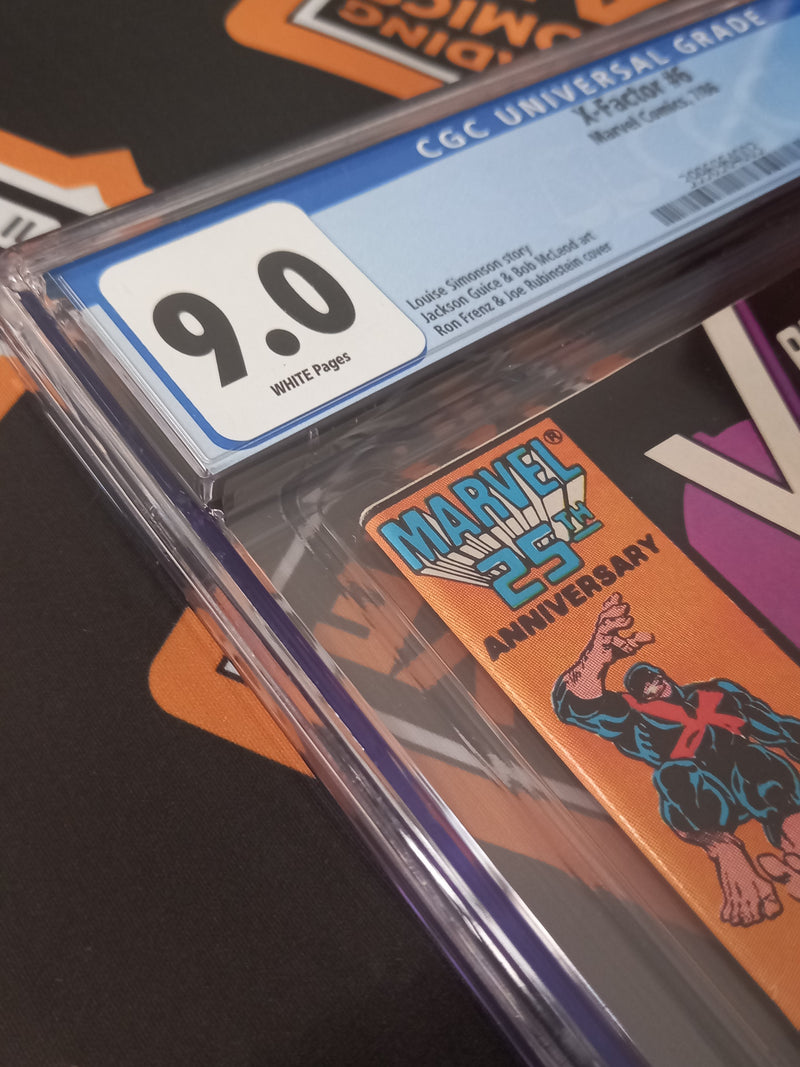 COMICS
CGC UNIVERSAL GRADE
X-Factor #6
Marvel Comics, 7/86
9.0
WHITE Pages
Louise Simonson story
Jackson Guice & Bob McLeod art
Ron Frenz & Joe Rubinstein cover
MARVEL®
25TH
ANNIVERSARY